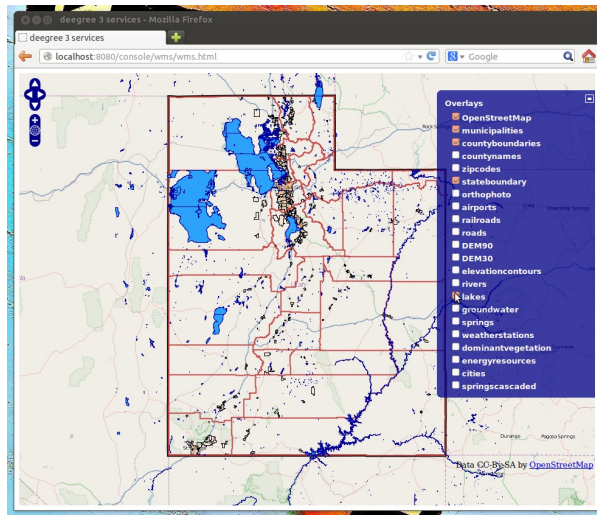 deegree 3 services - Mozilla Firefox
deegree 3 services
localhost:8080/console/wms/wms.html
Google
Overlays
OpenStreetMap
municipalities
countyboundaries
countynames
zipcodes
stateboundary
orthophoto
airports
railroads
roads
DEM90
DEM30
elevationcontours
rivers
lakes
groundwater
springs
weatherstations
dominantvegetation
energyresources
cities
springscascaded
Durango
Pagosa Springs
Data CC-By-SA by OpenStreetMap